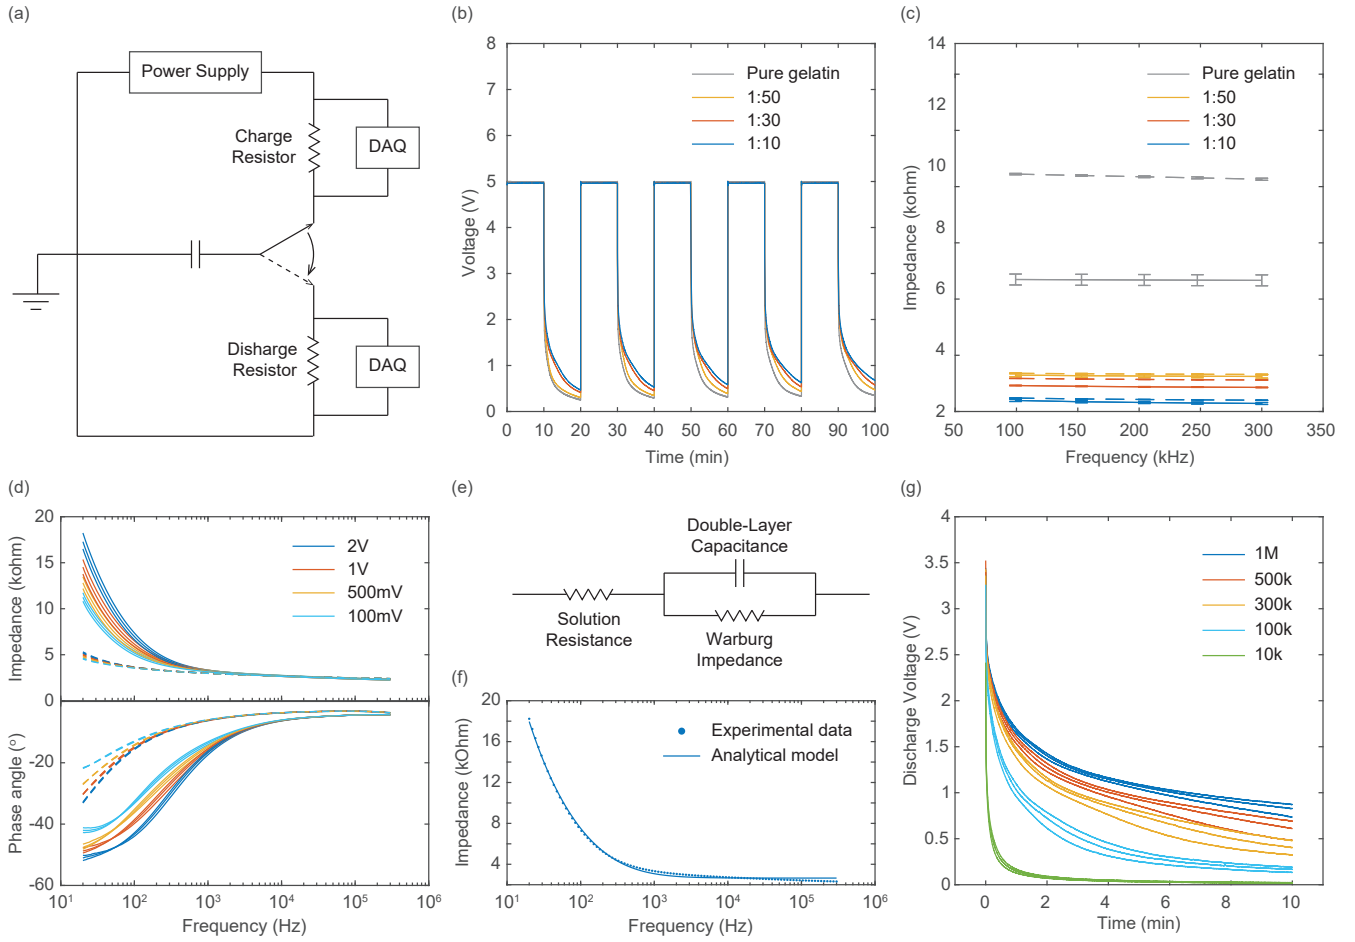 (a)
Power Supply
Charge
Resistor
DAQ
Disharge
Resistor
DAQ
(b)
Voltage (V)
8
7
6
5
4
3
2
1
0
Pure gelatin
1:50
1:30
1:10
0 10 20 30 40 50 60 70 80 90 100
Time (min)
(c)
Impedance (kohm)
14
12
10
8
6
4
2
Pure gelatin
1:50
1:30
1:10
50 100 150 200 250 300 350
Frequency (kHz)
(d)
Impedance (kohm)
20
15
10
5
0
2V
1V
500mV
100mV
Phase angle (°)
-20
-40
-60
10¹ 10² 10³ 10⁴ 10⁵ 10⁶
Frequency (Hz)
(e)
Double-Layer
Capacitance
Solution
Resistance
Warburg
Impedance
(f)
Impedance (kOhm)
20
16
12
8
4
Experimental data
Analytical model
10¹ 10² 10³ 10⁴ 10⁵ 10⁶
Frequency (Hz)
(g)
Discharge Voltage (V)
4
3.5
3
2.5
2
1.5
1
0.5
0
1M
500k
300k
100k
10k
0 2 4 6 8 10
Time (min)